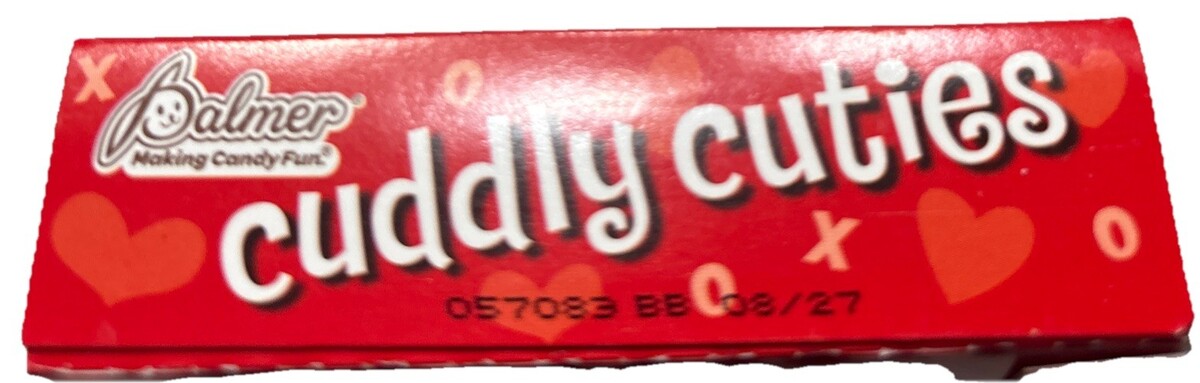 Palmer®
Making Candy Fun.®
cuddly cuties
X
O
X
O
O
057083 BB 08/27